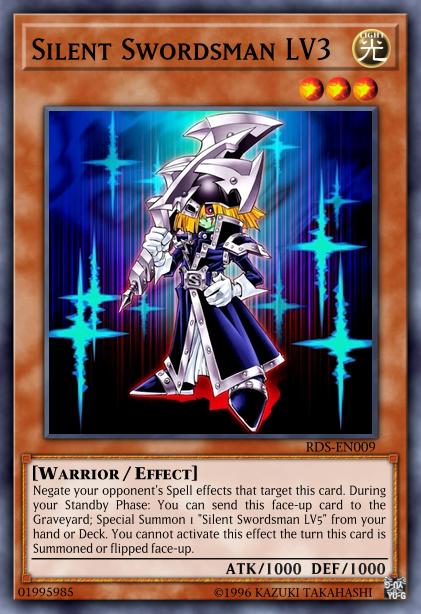 SILENT SWORDSMAN LV3
LIGHT
光
S
RDS-EN009
[WARRIOR / EFFECT]
Negate your opponent's Spell effects that target this card. During
your Standby Phase: You can send this face-up card to the
Graveyard; Special Summon 1 "Silent Swordsman LV5" from your
hand or Deck. You cannot activate this effect the turn this card is
Summoned or flipped face-up.
ATK/1000 DEF/1000
01995985
©1996 KAZUKI TAKAHASHI